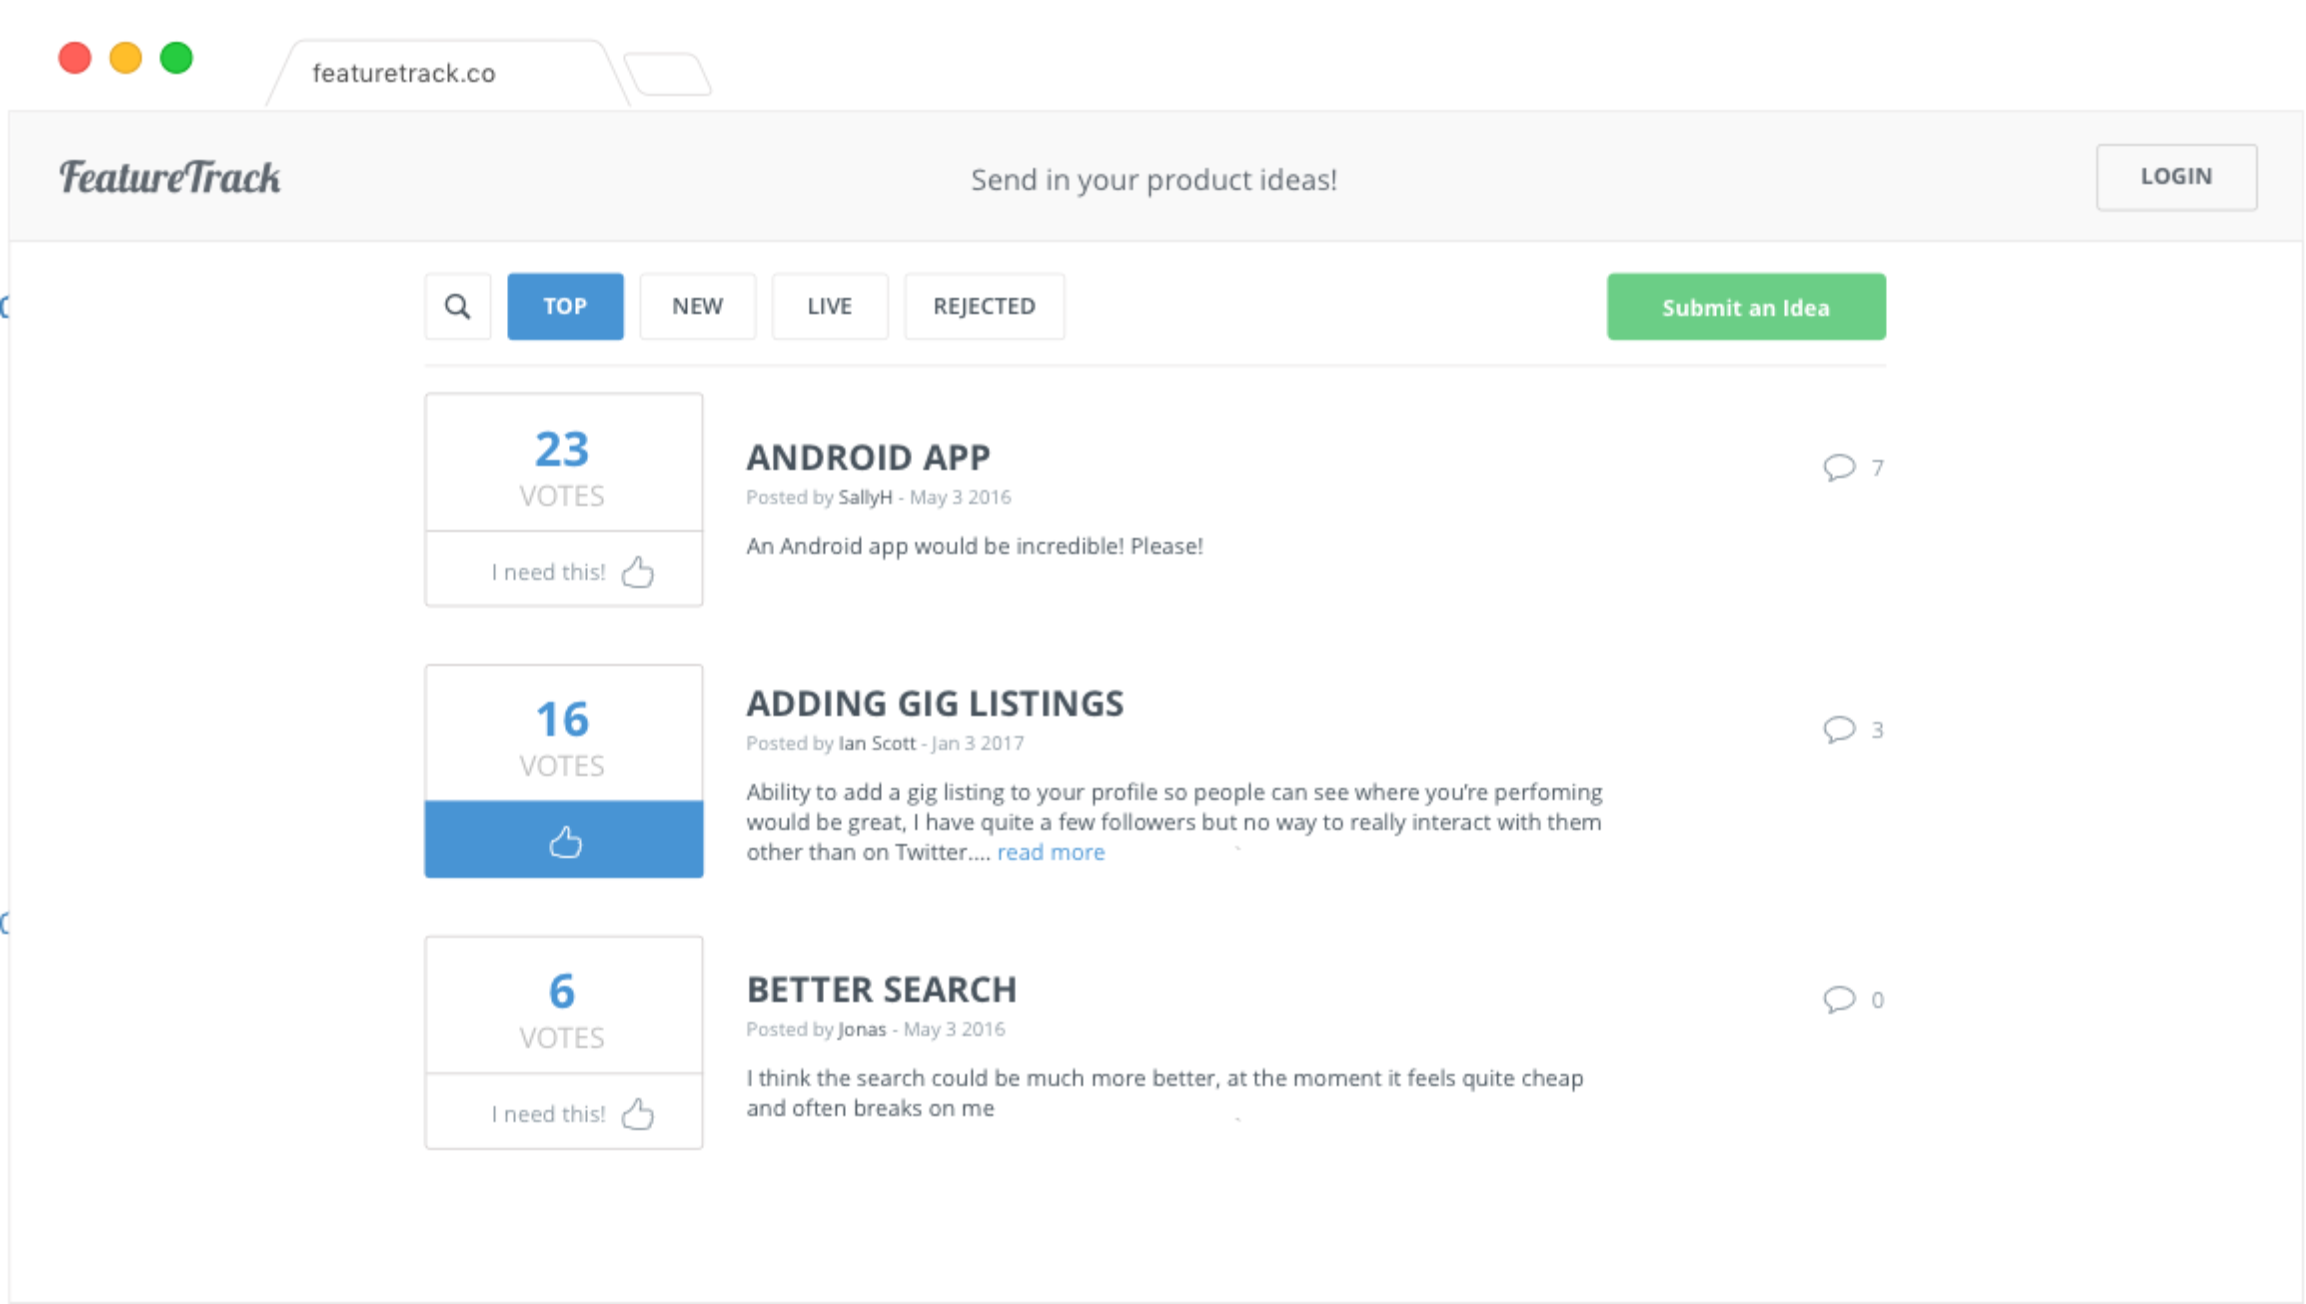 featuretrack.co
FeatureTrack
Send in your product ideas!
LOGIN
TOP
NEW
LIVE
REJECTED
Submit an Idea
23
VOTES
I need this!
ANDROID APP
Posted by SallyH - May 3 2016
An Android app would be incredible! Please!
7
16
VOTES
ADDING GIG LISTINGS
Posted by Ian Scott - Jan 3 2017
Ability to add a gig listing to your profile so people can see where you're perfoming
would be great, I have quite a few followers but no way to really interact with them
other than on Twitter.... read more
3
6
VOTES
I need this!
BETTER SEARCH
Posted by Jonas - May 3 2016
I think the search could be much more better, at the moment it feels quite cheap
and often breaks on me
0